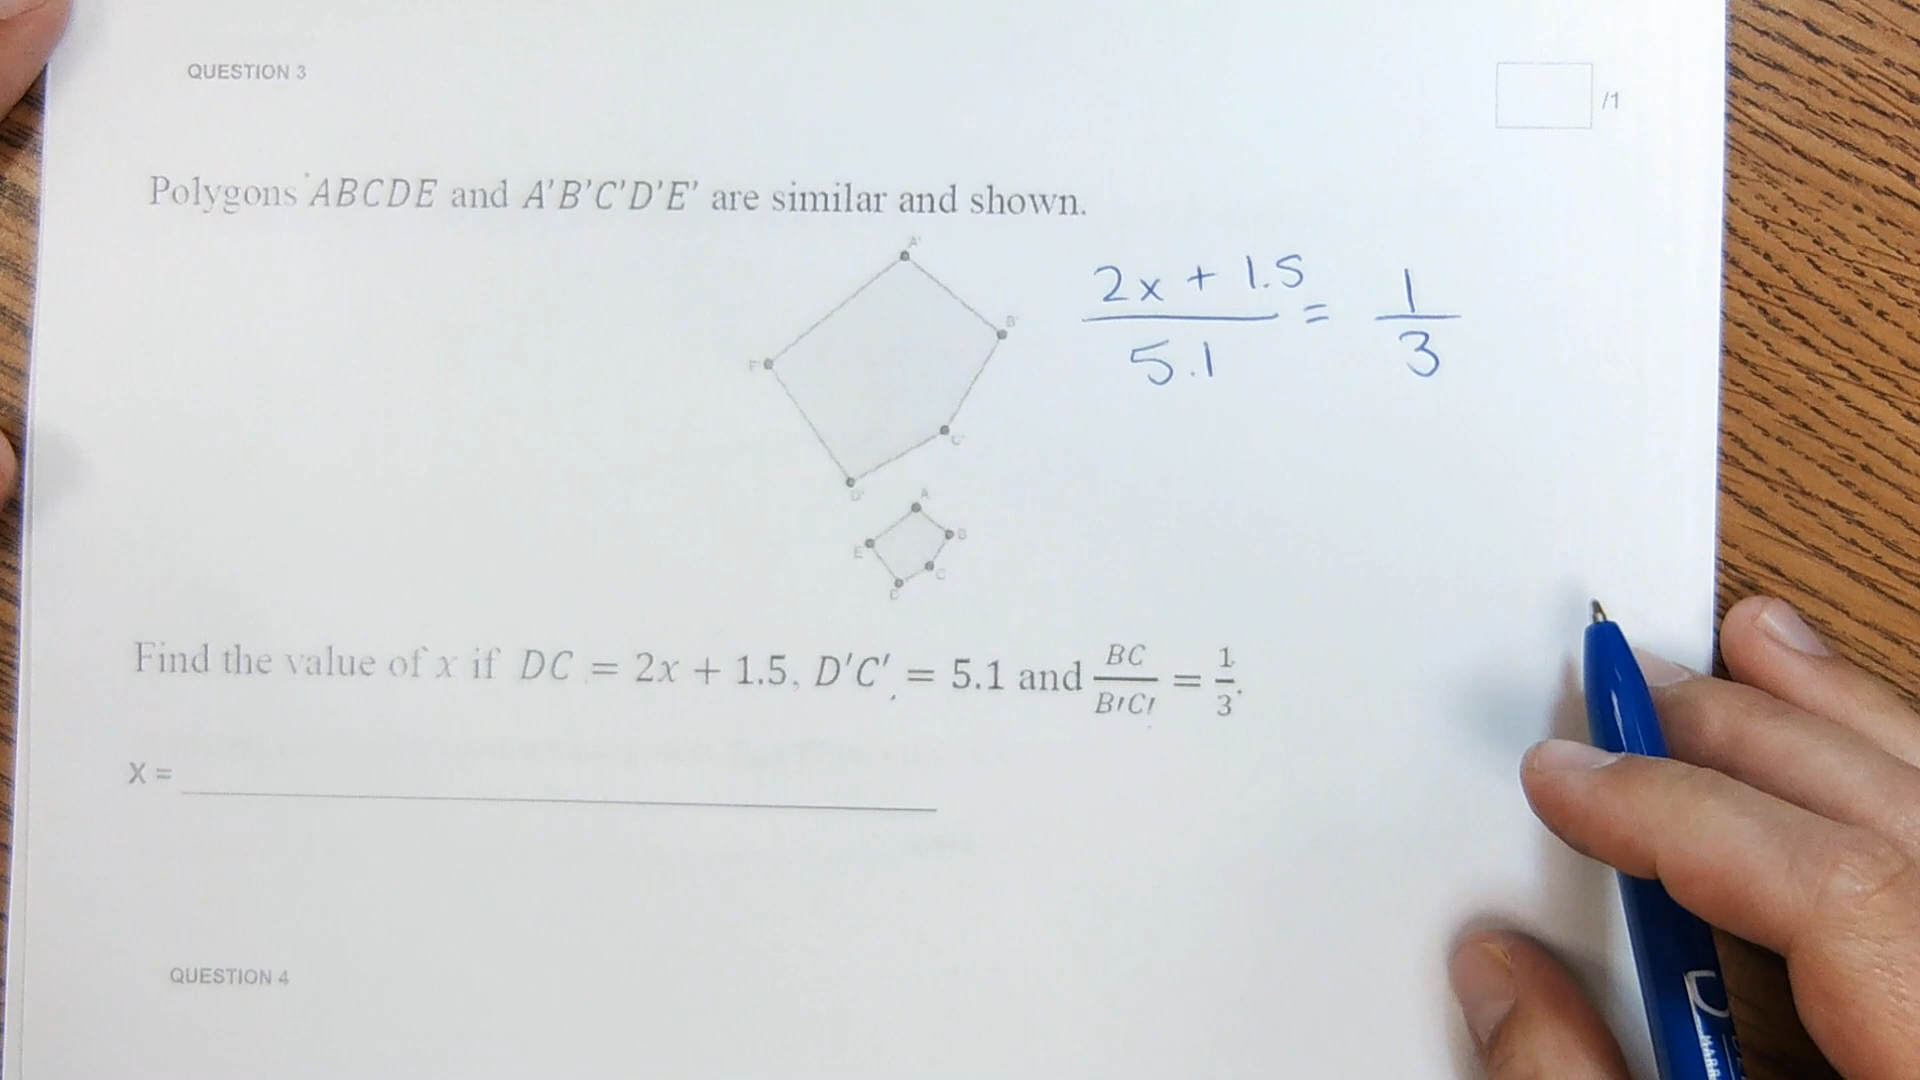 QUESTION 3
/1
Polygons ABCDE and A'B'C'D'E' are similar and shown.
A'
B'
2x + 1.5 / 5.1 = 1 / 3
F'
C'
D'
A
B
E
C
D
Find the value of x if DC = 2x + 1.5, D'C' = 5.1 and BC/B'C' = 1/3.
X =
QUESTION 4